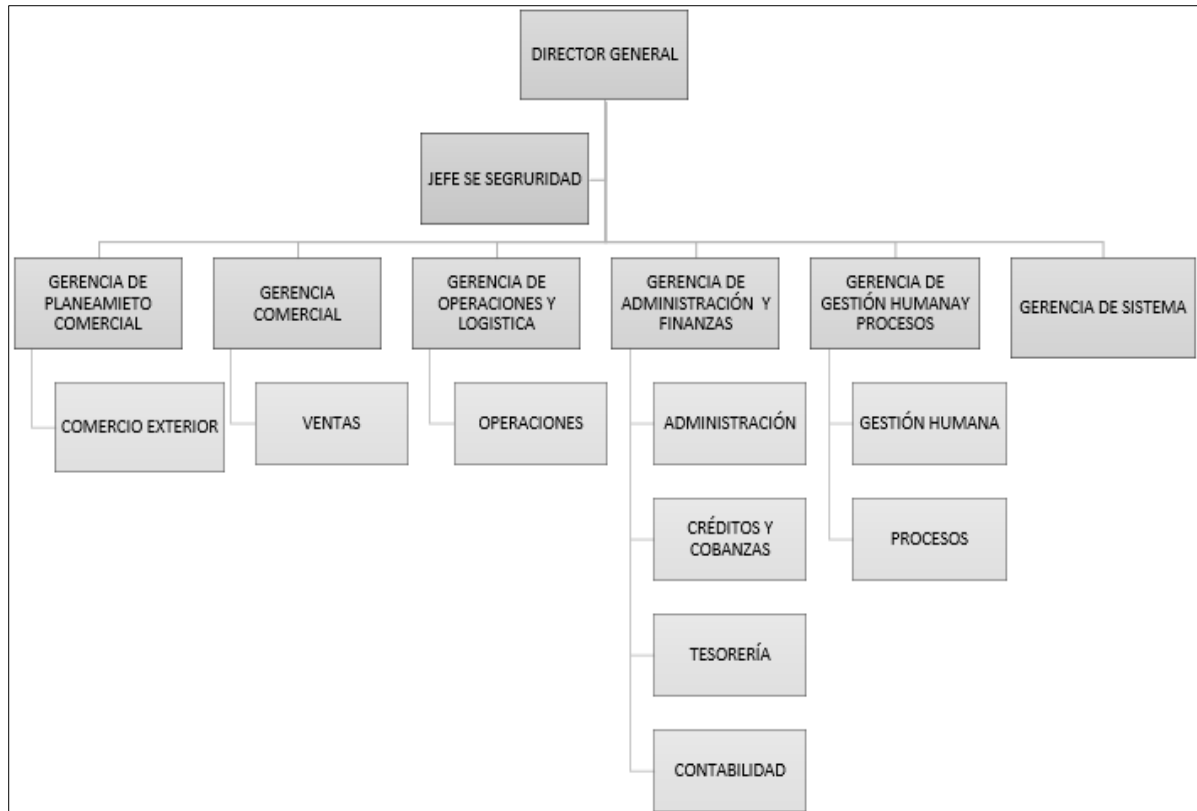 DIRECTOR GENERAL
JEFE SE SEGRURIDAD
GERENCIA DE
PLANEAMIETO
COMERCIAL
GERENCIA
COMERCIAL
GERENCIA DE
OPERACIONES Y
LOGISTICA
GERENCIA DE
ADMINISTRACIÓN Y
FINANZAS
GERENCIA DE
GESTIÓN HUMANAY
PROCESOS
GERENCIA DE SISTEMA
COMERCIO EXTERIOR
VENTAS
OPERACIONES
ADMINISTRACIÓN
GESTIÓN HUMANA
CRÉDITOS Y
COBANZAS
PROCESOS
TESORERÍA
CONTABILIDAD